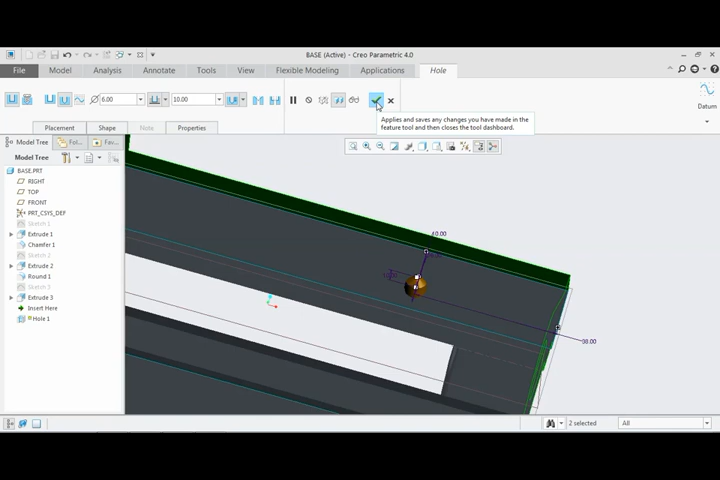 BASE (Active) - Creo Parametric 4.0
File Model Analysis Annotate Tools View Flexible Modeling Applications Hole
6.00 10.00
Datum
Applies and saves any changes you have made in the
feature tool and then closes the tool dashboard.
Placement Shape Note Properties
Model Tree Fol... Fav...
Model Tree
BASE.PRT
RIGHT
TOP
FRONT
PRT_CSYS_DEF
Sketch 1
Extrude 1
Chamfer 1
Sketch 2
Extrude 2
Round 1
Sketch 3
Extrude 3
Insert Here
Hole 1
38.00
2 selected All